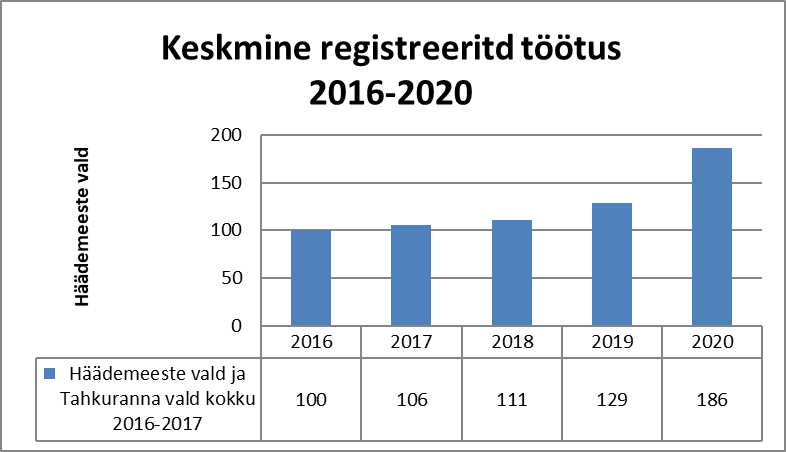 Keskmine registreeritd töötus
2016-2020
Häädemeeste vald
200
150
100
50
0
2016 2017 2018 2019 2020
Häädemeeste vald ja
Tahkuranna vald kokku
2016-2017
100 106 111 129 186